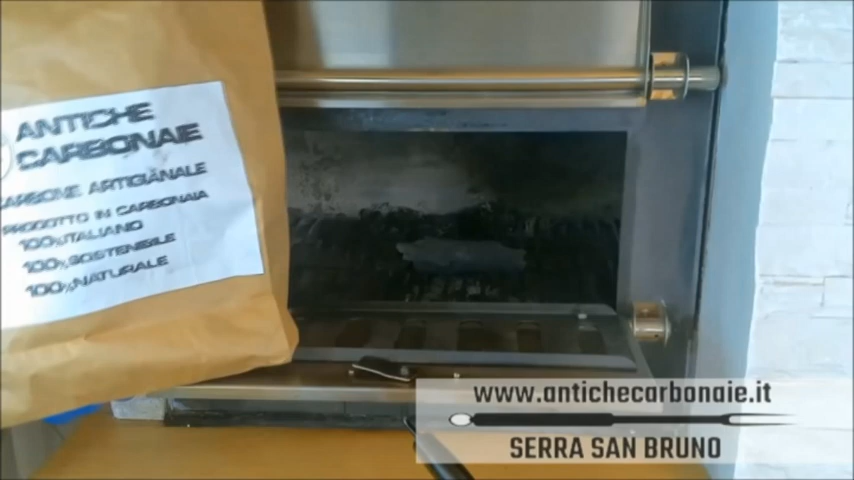 ANTICHE
CARBONAIE
CARBONE ARTIGIANALE
PRODOTTO IN CARBONAIA
100% ITALIANO
100% SOSTENIBILE
100% NATURALE
www.antichecarbonaie.it
SERRA SAN BRUNO